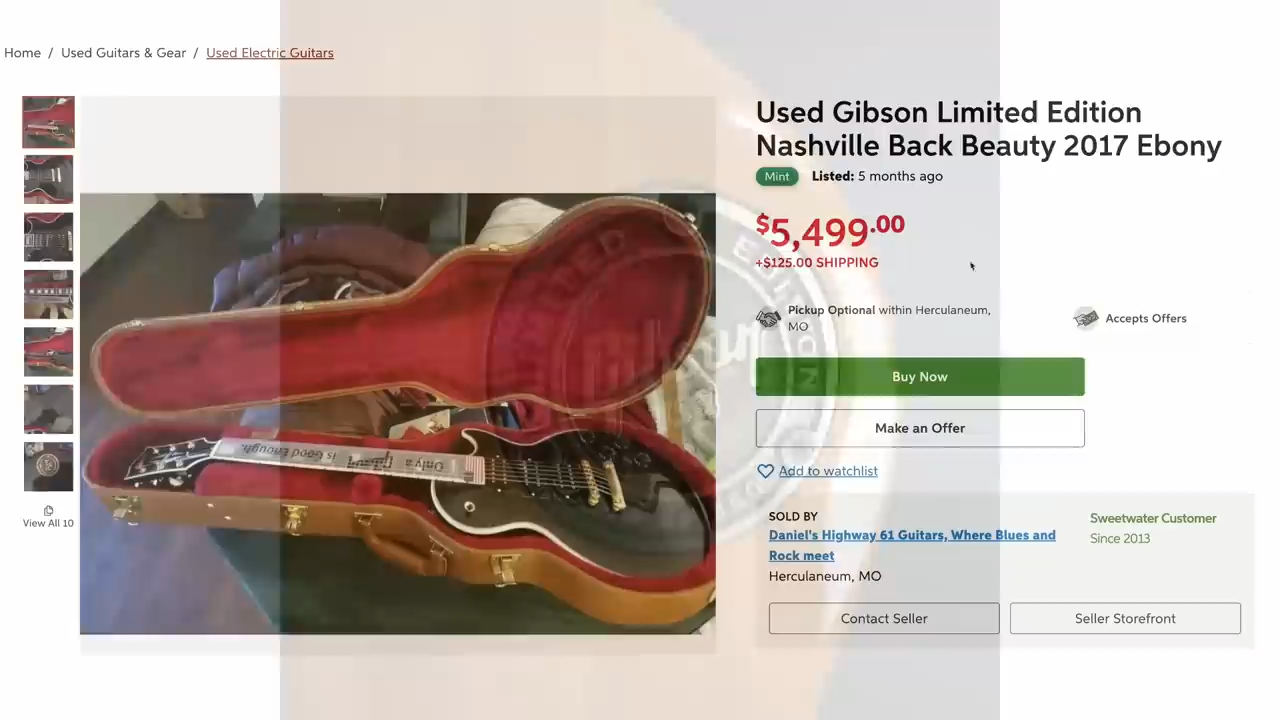 Home / Used Guitars & Gear / Used Electric Guitars
Used Gibson Limited Edition
Nashville Back Beauty 2017 Ebony
Mint Listed: 5 months ago
$5,499.00
+$125.00 SHIPPING
Pickup Optional within Herculaneum,
MO
Accepts Offers
Buy Now
Make an Offer
Add to watchlist
SOLD BY
Daniel's Highway 61 Guitars, Where Blues and
Rock meet
Herculaneum, MO
Sweetwater Customer
Since 2013
Contact Seller
Seller Storefront
View All 10
Only a Gibson is Good Enough.
Gibson